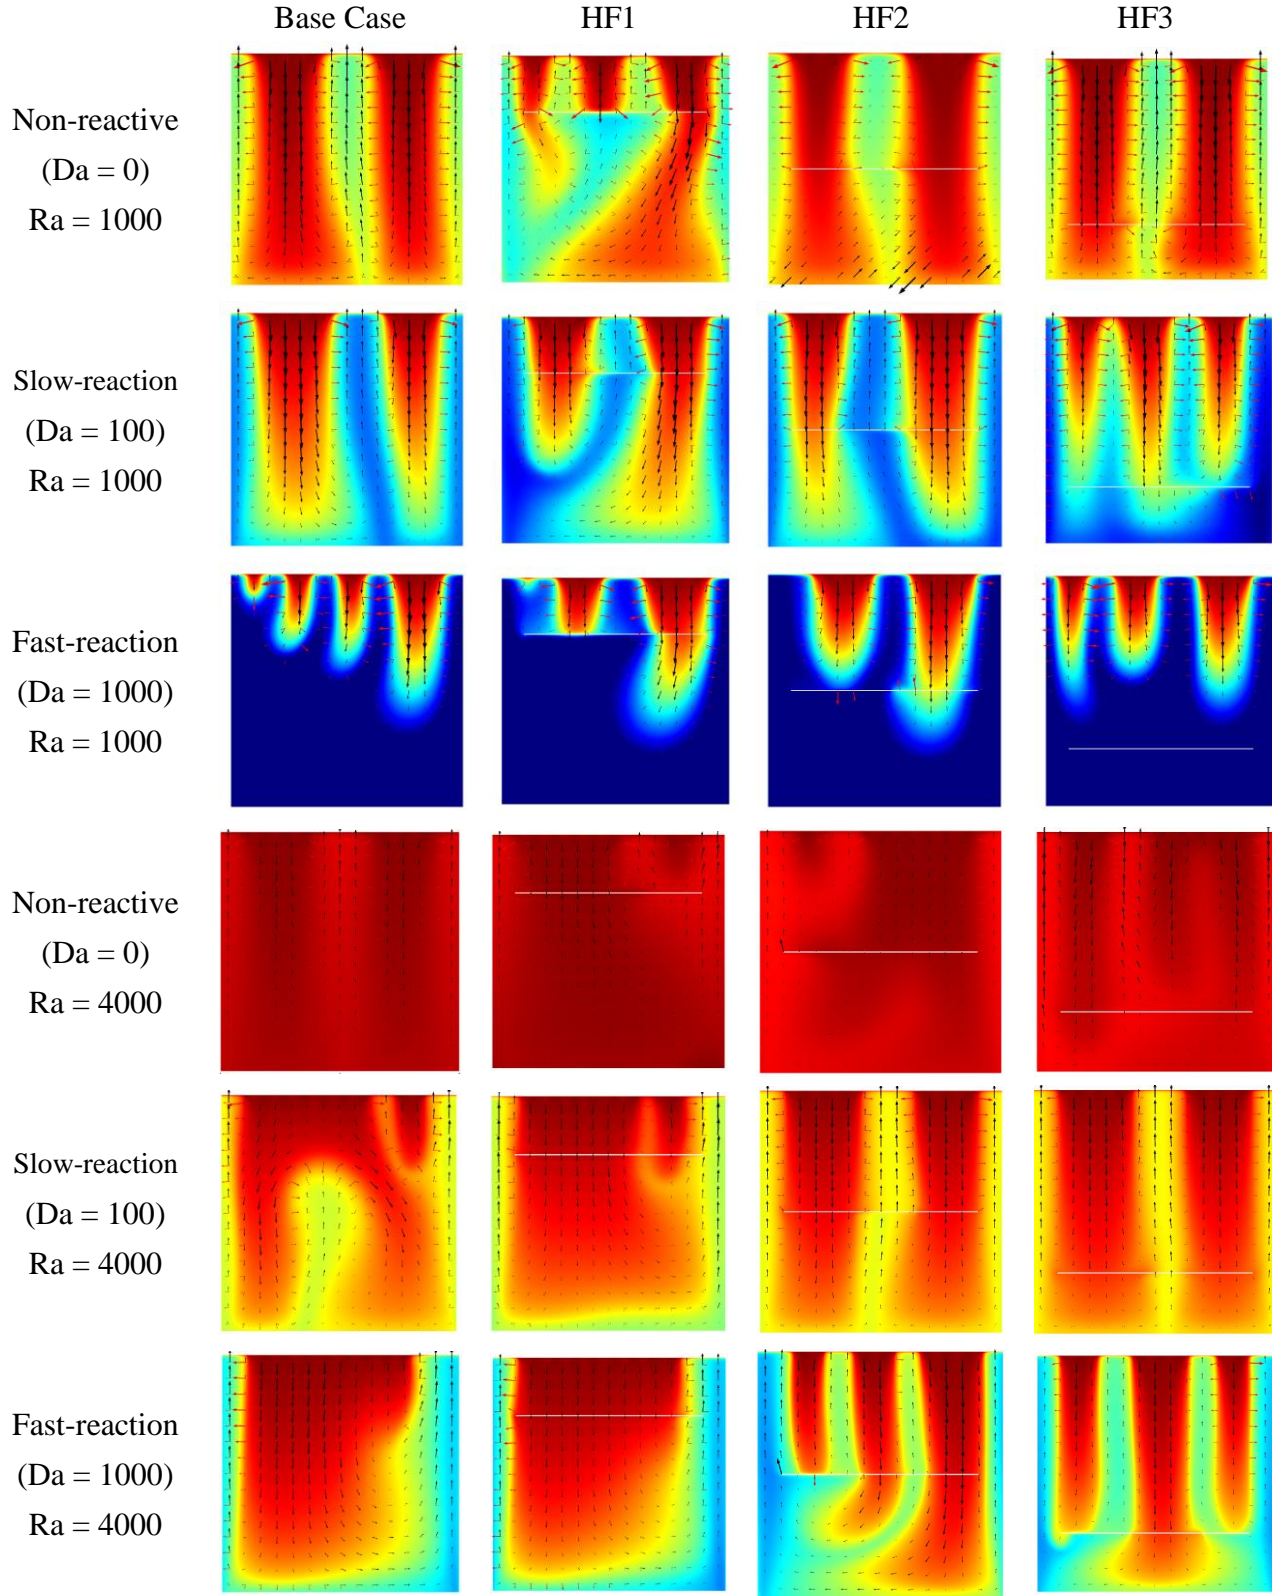 Base Case HF1 HF2 HF3
Non-reactive
(Da = 0)
Ra = 1000
Slow-reaction
(Da = 100)
Ra = 1000
Fast-reaction
(Da = 1000)
Ra = 1000
Non-reactive
(Da = 0)
Ra = 4000
Slow-reaction
(Da = 100)
Ra = 4000
Fast-reaction
(Da = 1000)
Ra = 4000